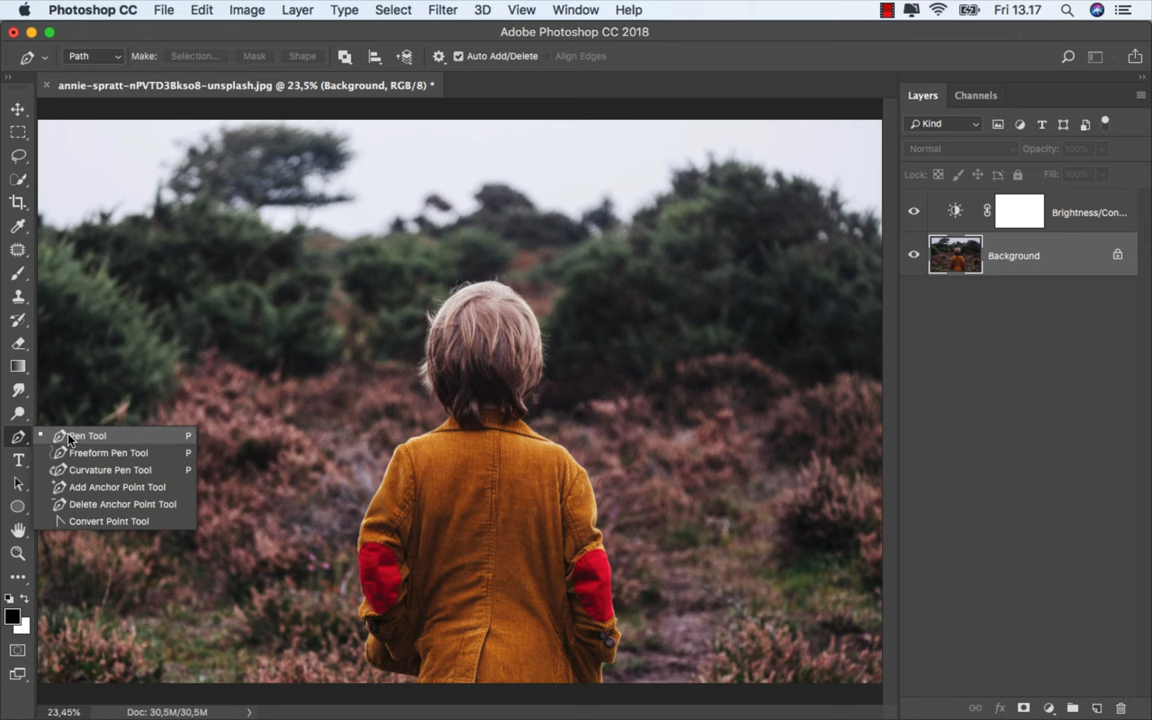 Photoshop CC File Edit Image Layer Type Select Filter 3D View Window Help Fri 13.17
Adobe Photoshop CC 2018
Path Make: Selection... Mask Shape Auto Add/Delete Align Edges
annie-spratt-nPVTD3Bkso8-unsplash.jpg @ 23,5% (Background, RGB/8) *
Layers Channels
Kind
Normal Opacity: 100%
Lock: Fill: 100%
Brightness/Con...
Background
Pen Tool P
Freeform Pen Tool P
Curvature Pen Tool P
Add Anchor Point Tool
Delete Anchor Point Tool
Convert Point Tool
23,45% Doc: 30,5M/30,5M